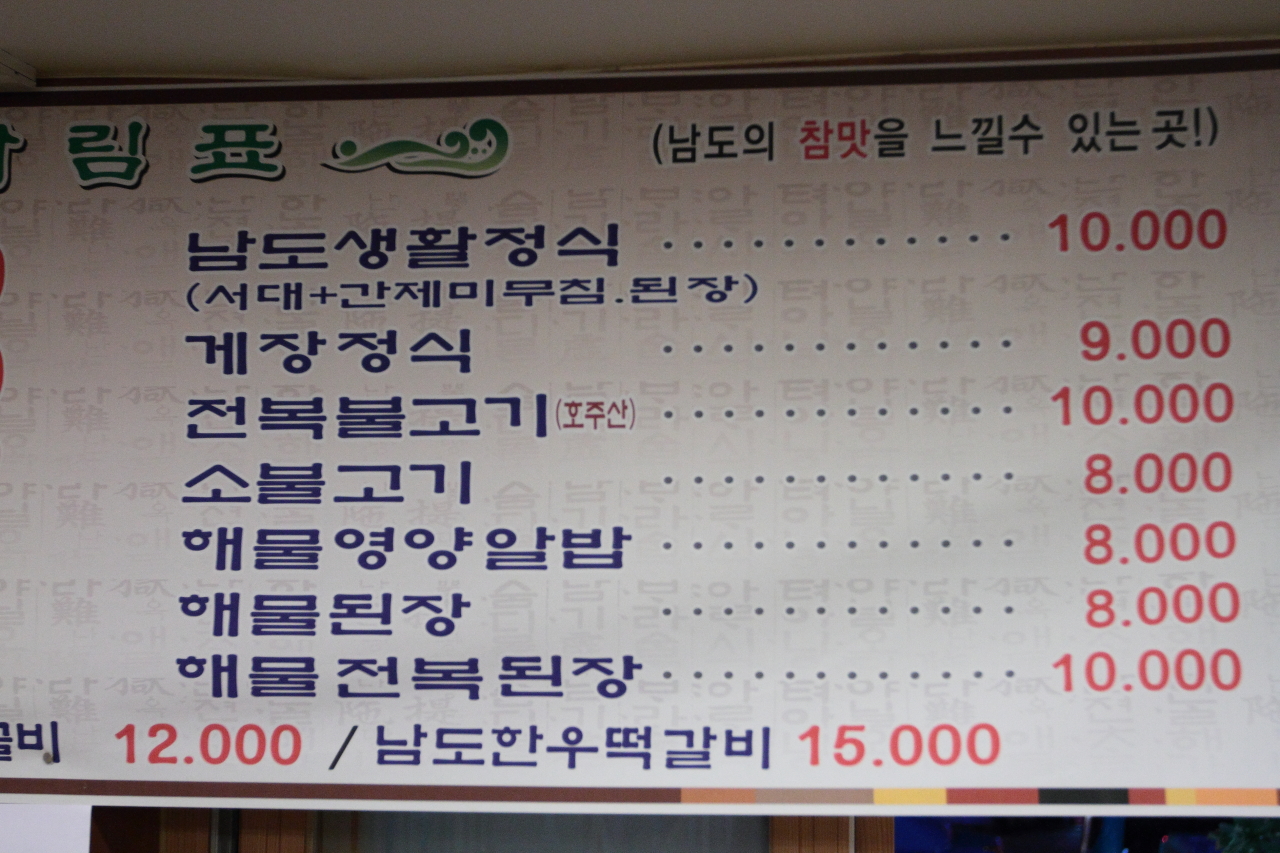 림표 (남도의 참맛을 느낄수 있는 곳!)
남도생활정식 ············ 10.000
(서대+간제미무침.된장)
게장정식 ············ 9.000
전복불고기(호주산) ············ 10.000
소불고기 ············ 8.000
해물영양알밥 ············ 8.000
해물된장 ············ 8.000
해물전복된장 ············ 10.000
갈비 12.000 / 남도한우떡갈비 15.000